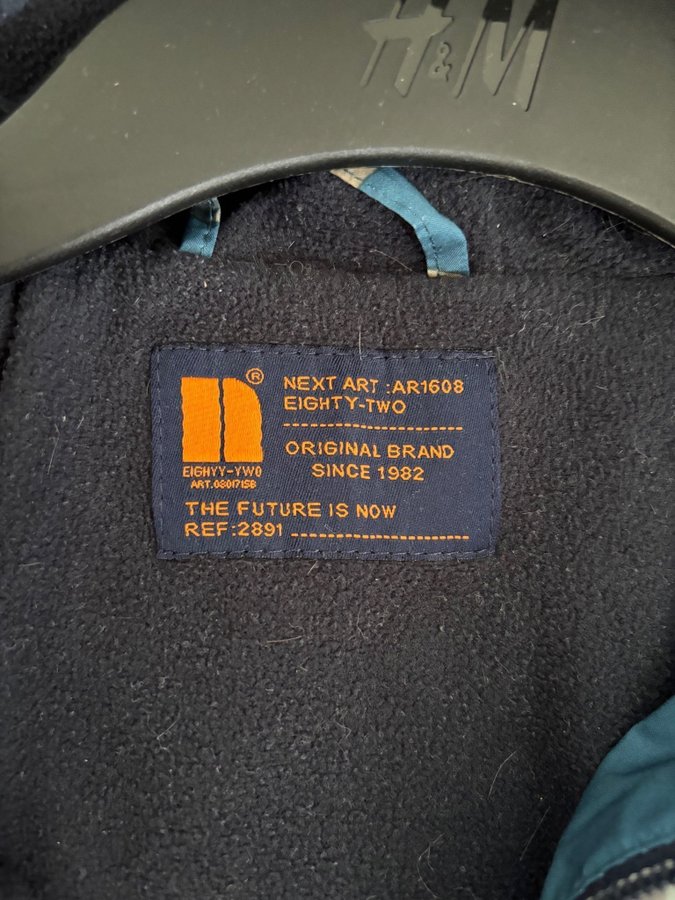 H&M
®
NEXT ART :AR1608
EIGHTY-TWO
ORIGINAL BRAND
SINCE 1982
EIGHYY-YWO
ART.08017158
THE FUTURE IS NOW
REF:2891